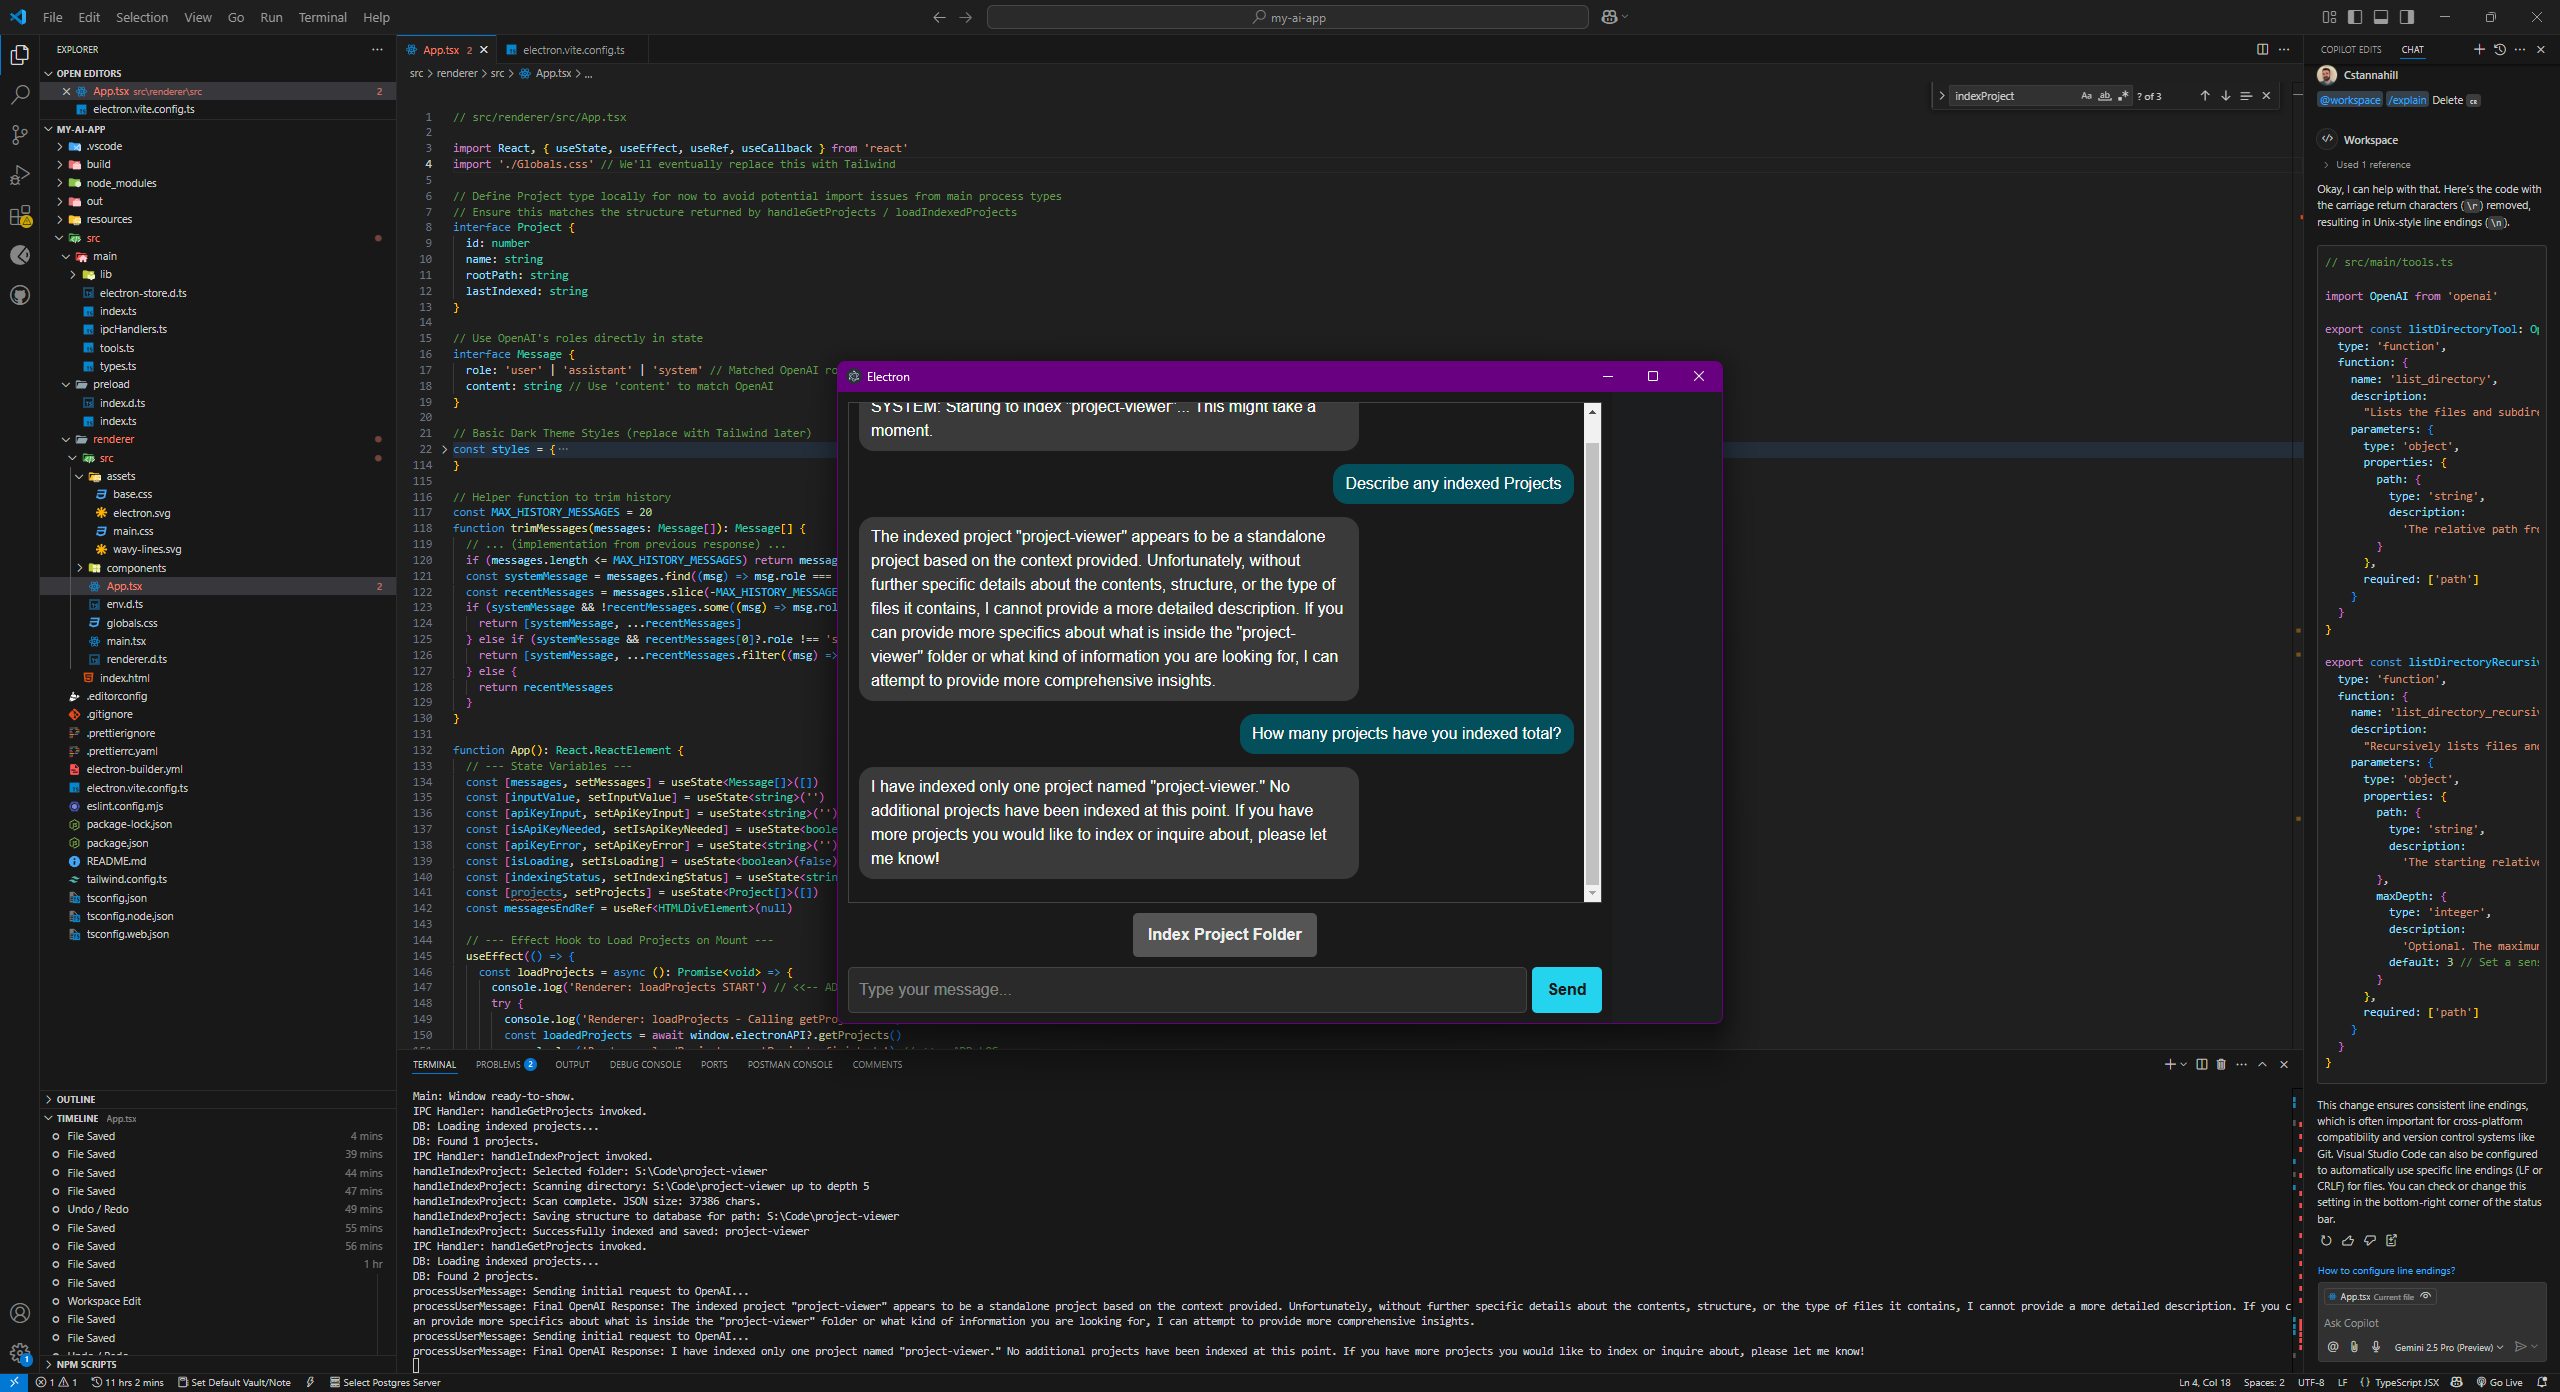 File Edit Selection View Go Run Terminal Help
my-ai-app
EXPLORER
OPEN EDITORS
App.tsx src\renderer\src 2
electron.vite.config.ts
MY-AI-APP
.vscode
build
node_modules
out
resources
src
main
lib
electron-store.d.ts
index.ts
ipcHandlers.ts
tools.ts
types.ts
preload
index.d.ts
index.ts
renderer
src
assets
base.css
electron.svg
main.css
wavy-lines.svg
components
App.tsx 2
env.d.ts
globals.css
main.tsx
renderer.d.ts
index.html
.editorconfig
.gitignore
.prettierignore
.prettierrc.yaml
electron-builder.yml
electron.vite.config.ts
eslint.config.mjs
package-lock.json
package.json
README.md
tailwind.config.ts
tsconfig.json
tsconfig.node.json
tsconfig.web.json
OUTLINE
TIMELINE App.tsx
File Saved 4 mins
File Saved 39 mins
File Saved 44 mins
File Saved 47 mins
Undo / Redo 49 mins
File Saved 55 mins
File Saved 56 mins
File Saved 1 hr
File Saved
Workspace Edit
File Saved
File Saved
NPM SCRIPTS
App.tsx 2
electron.vite.config.ts
src > renderer > src > App.tsx > ...
indexProject Aa ab ? of 3
1 // src/renderer/src/App.tsx
2
3 import React, { useState, useEffect, useRef, useCallback } from 'react'
4 import './Globals.css' // We'll eventually replace this with Tailwind
5
6 // Define Project type locally for now to avoid potential import issues from main process types
7 // Ensure this matches the structure returned by handleGetProjects / loadIndexedProjects
8 interface Project {
9 id: number
10 name: string
11 rootPath: string
12 lastIndexed: string
13 }
14
15 // Use OpenAI's roles directly in state
16 interface Message {
17 role: 'user' | 'assistant' | 'system' // Matched OpenAI ro
18 content: string // Use 'content' to match OpenAI
19 }
20
21 // Basic Dark Theme Styles (replace with Tailwind later)
22 const styles = {···
114 }
115
116 // Helper function to trim history
117 const MAX_HISTORY_MESSAGES = 20
118 function trimMessages(messages: Message[]): Message[] {
119 // ... (implementation from previous response) ...
120 if (messages.length <= MAX_HISTORY_MESSAGES) return messag
121 const systemMessage = messages.find((msg) => msg.role ===
122 const recentMessages = messages.slice(-MAX_HISTORY_MESSAGE
123 if (systemMessage && !recentMessages.some((msg) => msg.rol
124 return [systemMessage, ...recentMessages]
125 } else if (systemMessage && recentMessages[0]?.role !== 's
126 return [systemMessage, ...recentMessages.filter((msg) =>
127 } else {
128 return recentMessages
129 }
130 }
131
132 function App(): React.ReactElement {
133 // --- State Variables ---
134 const [messages, setMessages] = useState<Message[]>([])
135 const [inputValue, setInputValue] = useState<string>('')
136 const [apiKeyInput, setApiKeyInput] = useState<string>('')
137 const [isApiKeyNeeded, setIsApiKeyNeeded] = useState<boole
138 const [apiKeyError, setApiKeyError] = useState<string>('')
139 const [isLoading, setIsLoading] = useState<boolean>(false)
140 const [indexingStatus, setIndexingStatus] = useState<strin
141 const [projects, setProjects] = useState<Project[]>([])
142 const messagesEndRef = useRef<HTMLDivElement>(null)
143
144 // --- Effect Hook to Load Projects on Mount ---
145 useEffect(() => {
146 const loadProjects = async (): Promise<void> => {
147 console.log('Renderer: loadProjects START') // <<-- AD
148 try {
149 console.log('Renderer: loadProjects - Calling getProj
150 const loadedProjects = await window.electronAPI?.getProjects()
Electron
SYSTEM: Starting to index "project-viewer"... This might take a
moment.
Describe any indexed Projects
The indexed project "project-viewer" appears to be a standalone
project based on the context provided. Unfortunately, without
further specific details about the contents, structure, or the type of
files it contains, I cannot provide a more detailed description. If you
can provide more specifics about what is inside the "project-
viewer" folder or what kind of information you are looking for, I can
attempt to provide more comprehensive insights.
How many projects have you indexed total?
I have indexed only one project named "project-viewer." No
additional projects have been indexed at this point. If you have
more projects you would like to index or inquire about, please let
me know!
Index Project Folder
Type your message...
Send
TERMINAL PROBLEMS 2 OUTPUT DEBUG CONSOLE PORTS POSTMAN CONSOLE COMMENTS
Main: Window ready-to-show.
IPC Handler: handleGetProjects invoked.
DB: Loading indexed projects...
DB: Found 1 projects.
IPC Handler: handleIndexProject invoked.
handleIndexProject: Selected folder: S:\Code\project-viewer
handleIndexProject: Scanning directory: S:\Code\project-viewer up to depth 5
handleIndexProject: Scan complete. JSON size: 37386 chars.
handleIndexProject: Saving structure to database for path: S:\Code\project-viewer
handleIndexProject: Successfully indexed and saved: project-viewer
IPC Handler: handleGetProjects invoked.
DB: Loading indexed projects...
DB: Found 2 projects.
processUserMessage: Sending initial request to OpenAI...
processUserMessage: Final OpenAI Response: The indexed project "project-viewer" appears to be a standalone project based on the context provided. Unfortunately, without further specific details about the contents, structure, or the type of files it contains, I cannot provide a more detailed description. If you c
an provide more specifics about what is inside the "project-viewer" folder or what kind of information you are looking for, I can attempt to provide more comprehensive insights.
processUserMessage: Sending initial request to OpenAI...
processUserMessage: Final OpenAI Response: I have indexed only one project named "project-viewer." No additional projects have been indexed at this point. If you have more projects you would like to index or inquire about, please let me know!
COPILOT EDITS CHAT
Cstannahill
@workspace /explain Delete CR
Workspace
Used 1 reference
Okay, I can help with that. Here's the code with
the carriage return characters (\r) removed,
resulting in Unix-style line endings (\n).
// src/main/tools.ts
import OpenAI from 'openai'
export const listDirectoryTool: Op
type: 'function',
function: {
name: 'list_directory',
description:
"Lists the files and subdire
parameters: {
type: 'object',
properties: {
path: {
type: 'string',
description:
'The relative path fro
}
},
required: ['path']
}
}
}
export const listDirectoryRecursiv
type: 'function',
function: {
name: 'list_directory_recursiv
description:
"Recursively lists files and
parameters: {
type: 'object',
properties: {
path: {
type: 'string',
description:
'The starting relative
},
maxDepth: {
type: 'integer',
description:
'Optional. The maximum
default: 3 // Set a sens
}
},
required: ['path']
}
}
}
This change ensures consistent line endings,
which is often important for cross-platform
compatibility and version control systems like
Git. Visual Studio Code can also be configured
to automatically use specific line endings (LF or
CRLF) for files. You can check or change this
setting in the bottom-right corner of the status
bar.
How to configure line endings?
App.tsx Current file
Ask Copilot
Gemini 2.5 Pro (Preview)
1 1 11 hrs 2 mins Set Default Vault/Note Select Postgres Server
Ln 4, Col 18 Spaces: 2 UTF-8 LF {} TypeScript JSX Go Live